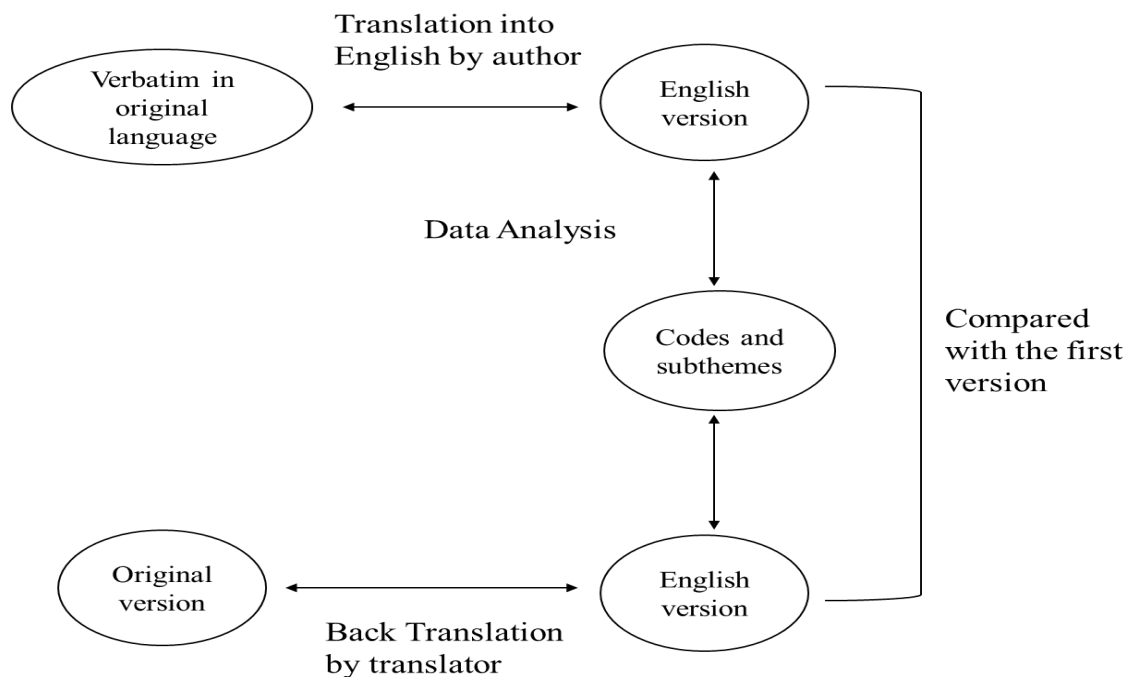 Translation into
English by author
Verbatim in
original
language
English
version
Data Analysis
Codes and
subthemes
Compared
with the first
version
Original
version
English
version
Back Translation
by translator